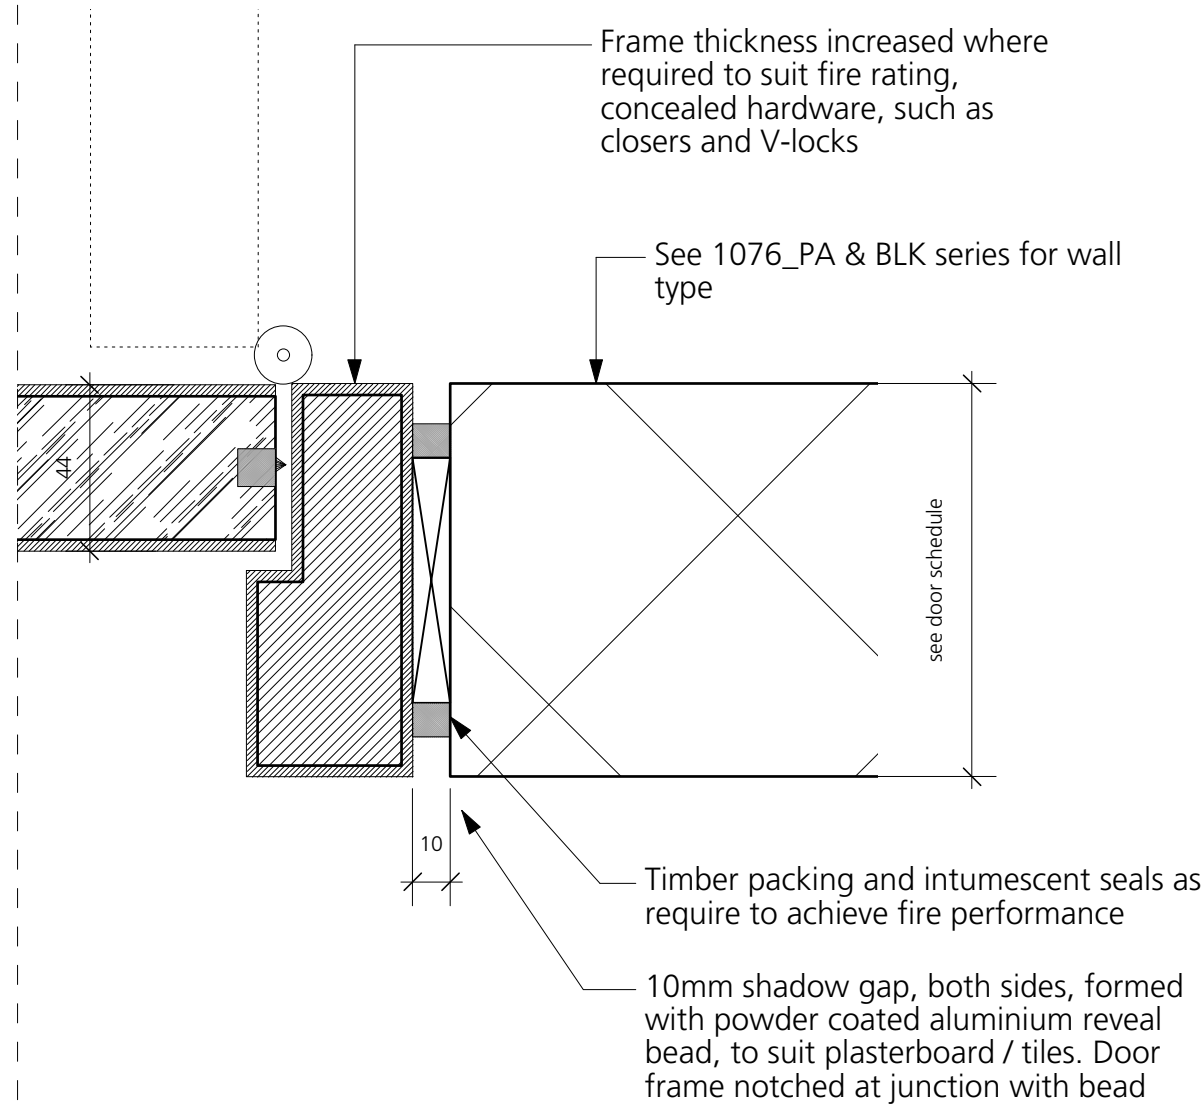 Frame thickness increased where
required to suit fire rating,
concealed hardware, such as
closers and V-locks
See 1076_PA & BLK series for wall
type
44
see door schedule
10
Timber packing and intumescent seals as
require to achieve fire performance
10mm shadow gap, both sides, formed
with powder coated aluminium reveal
bead, to suit plasterboard / tiles. Door
frame notched at junction with bead